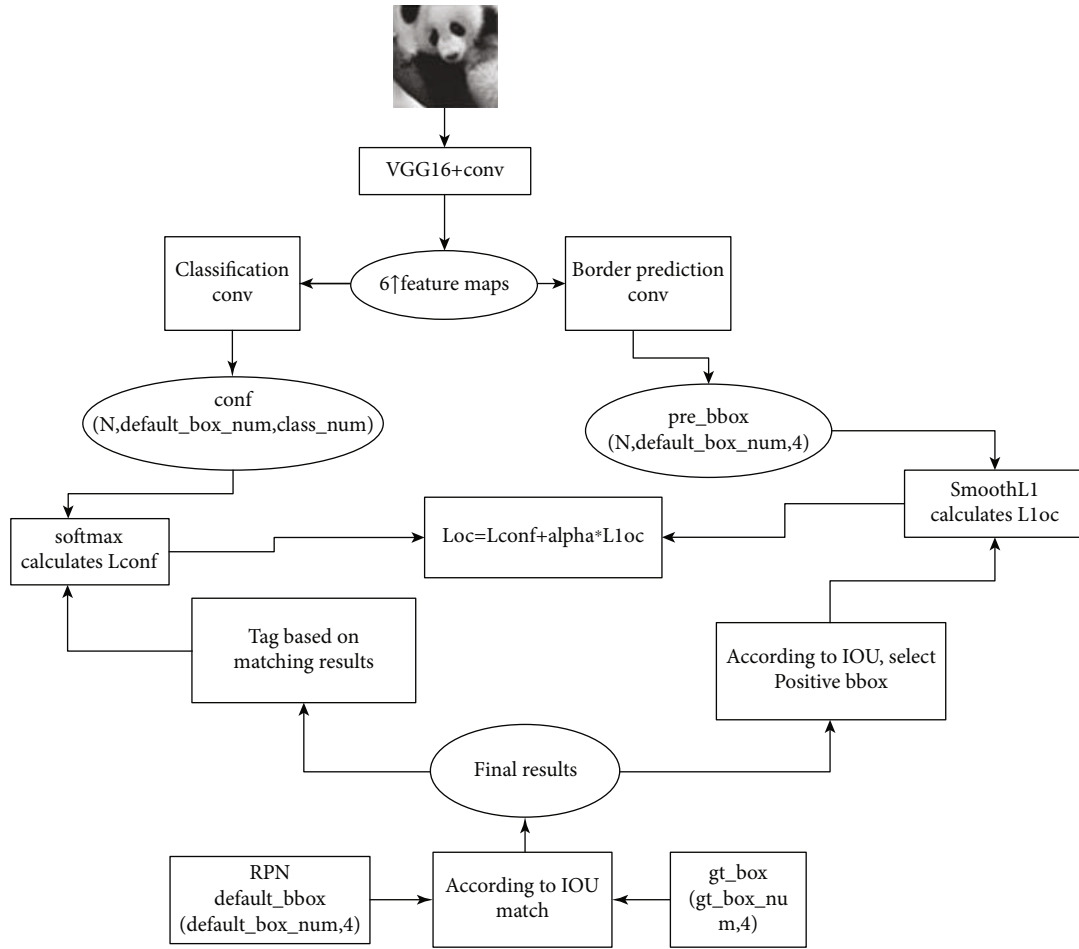 VGG16+conv
Classification
conv
6↑feature maps
Border prediction
conv
conf
(N,default_box_num,class_num)
pre_bbox
(N,default_box_num,4)
softmax
calculates Lconf
Loc=Lconf+alpha*L1oc
SmoothL1
calculates L1oc
Tag based on
matching results
According to IOU, select
Positive bbox
Final results
RPN
default_bbox
(default_box_num,4)
According to IOU
match
gt_box
(gt_box_nu
m,4)